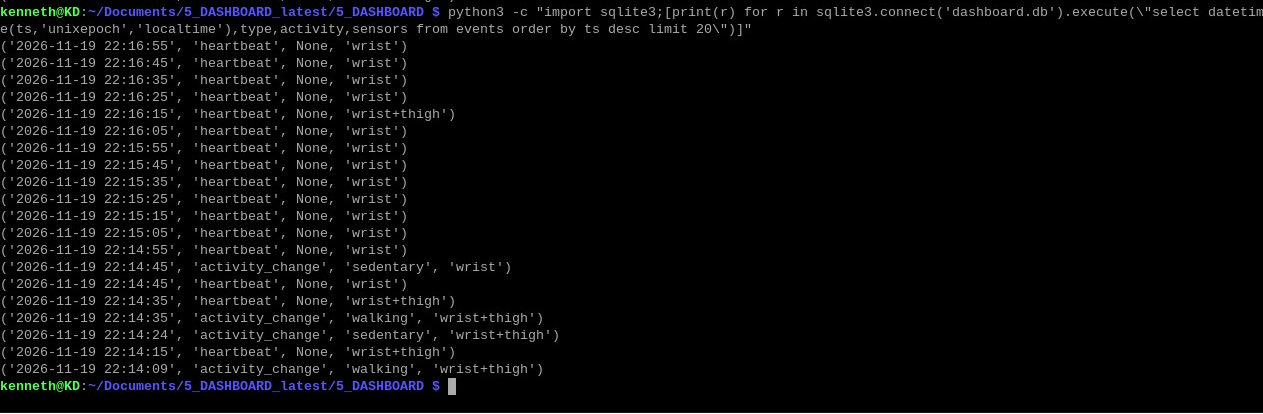 kenneth@KD:~/Documents/5_DASHBOARD_latest/5_DASHBOARD $ python3 -c "import sqlite3;[print(r) for r in sqlite3.connect('dashboard.db').execute(\"select datetim
e(ts,'unixepoch','localtime'),type,activity,sensors from events order by ts desc limit 20\")]"
('2026-11-19 22:16:55', 'heartbeat', None, 'wrist')
('2026-11-19 22:16:45', 'heartbeat', None, 'wrist')
('2026-11-19 22:16:35', 'heartbeat', None, 'wrist')
('2026-11-19 22:16:25', 'heartbeat', None, 'wrist')
('2026-11-19 22:16:15', 'heartbeat', None, 'wrist+thigh')
('2026-11-19 22:16:05', 'heartbeat', None, 'wrist')
('2026-11-19 22:15:55', 'heartbeat', None, 'wrist')
('2026-11-19 22:15:45', 'heartbeat', None, 'wrist')
('2026-11-19 22:15:35', 'heartbeat', None, 'wrist')
('2026-11-19 22:15:25', 'heartbeat', None, 'wrist')
('2026-11-19 22:15:15', 'heartbeat', None, 'wrist')
('2026-11-19 22:15:05', 'heartbeat', None, 'wrist')
('2026-11-19 22:14:55', 'heartbeat', None, 'wrist')
('2026-11-19 22:14:45', 'activity_change', 'sedentary', 'wrist')
('2026-11-19 22:14:45', 'heartbeat', None, 'wrist')
('2026-11-19 22:14:35', 'heartbeat', None, 'wrist+thigh')
('2026-11-19 22:14:35', 'activity_change', 'walking', 'wrist+thigh')
('2026-11-19 22:14:24', 'activity_change', 'sedentary', 'wrist+thigh')
('2026-11-19 22:14:15', 'heartbeat', None, 'wrist+thigh')
('2026-11-19 22:14:09', 'activity_change', 'walking', 'wrist+thigh')
kenneth@KD:~/Documents/5_DASHBOARD_latest/5_DASHBOARD $